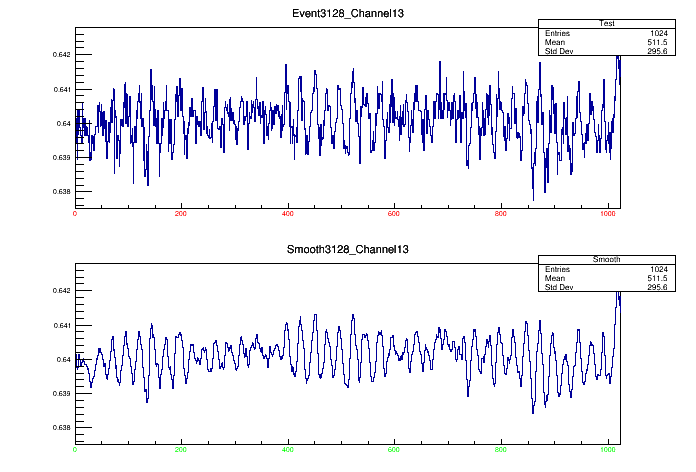 Event3128_Channel13
Test
Entries 1024
Mean 511.5
Std Dev 295.6
0.642
0.641
0.64
0.639
0.638
0 200 400 600 800 1000
Smooth3128_Channel13
Smooth
Entries 1024
Mean 511.5
Std Dev 295.6
0.642
0.641
0.64
0.639
0.638
0 200 400 600 800 1000